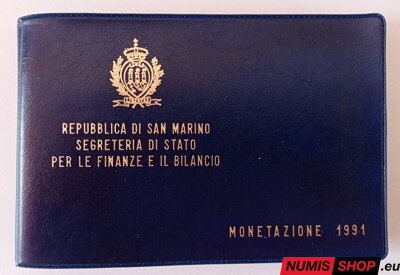 REPUBBLICA DI SAN MARINO
SEGRETERIA DI STATO
PER LE FINANZE E IL BILANCIO
MONETAZIONE 1991
NUMIS SHOP.eu